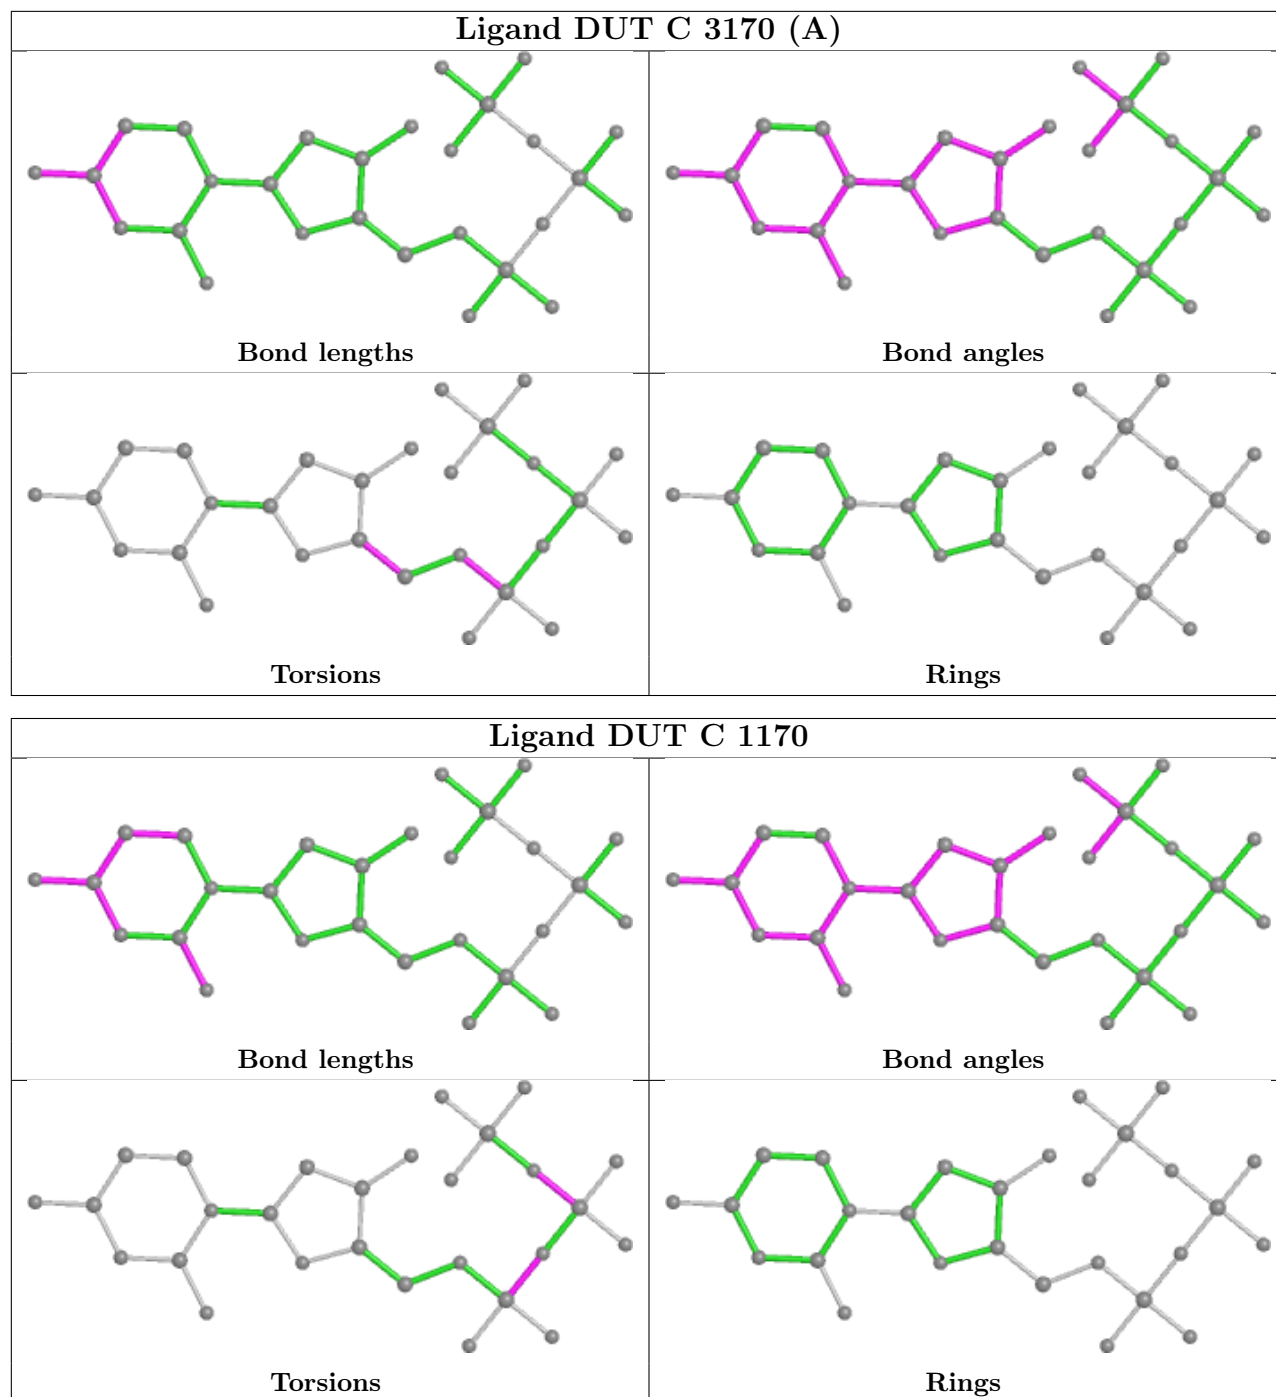 Ligand DUT C 3170 (A)
Bond lengths
Bond angles
Torsions
Rings
Ligand DUT C 1170
Bond lengths
Bond angles
Torsions
Rings